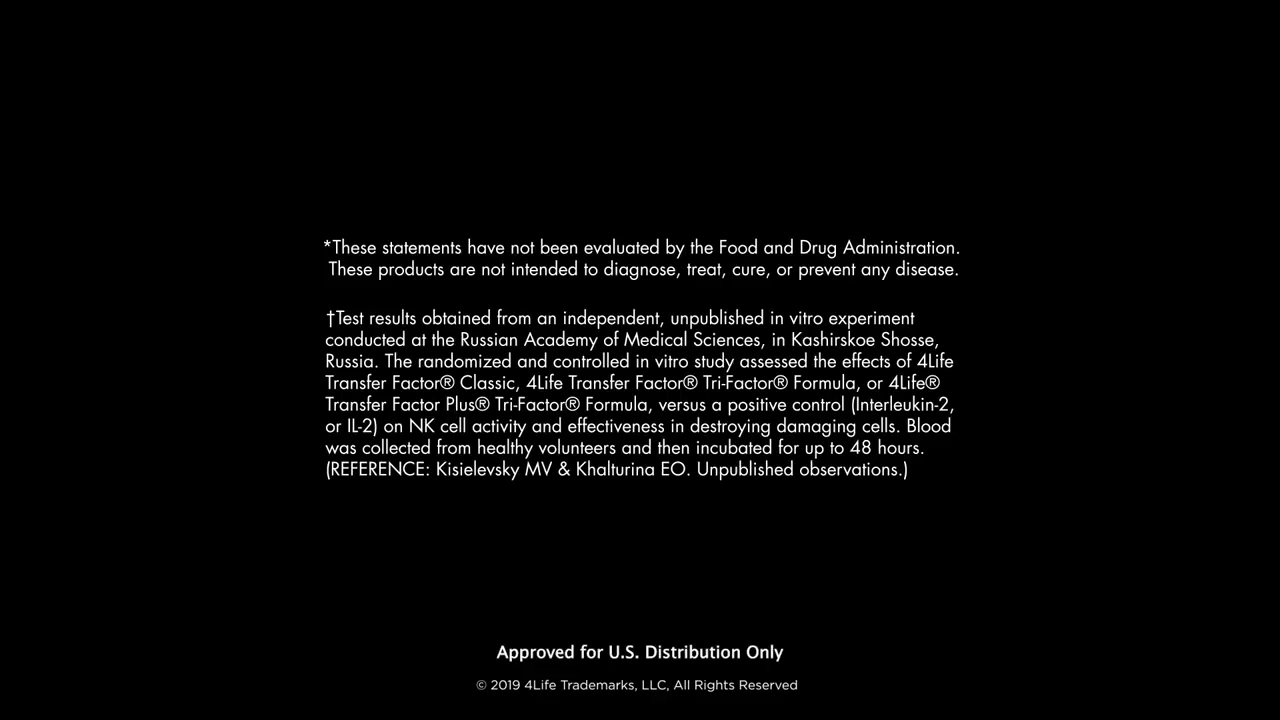 *These statements have not been evaluated by the Food and Drug Administration.
These products are not intended to diagnose, treat, cure, or prevent any disease.
†Test results obtained from an independent, unpublished in vitro experiment
conducted at the Russian Academy of Medical Sciences, in Kashirskoe Shosse,
Russia. The randomized and controlled in vitro study assessed the effects of 4Life
Transfer Factor® Classic, 4Life Transfer Factor® Tri-Factor® Formula, or 4Life®
Transfer Factor Plus® Tri-Factor® Formula, versus a positive control (Interleukin-2,
or IL-2) on NK cell activity and effectiveness in destroying damaging cells. Blood
was collected from healthy volunteers and then incubated for up to 48 hours.
(REFERENCE: Kisielevsky MV & Khalturina EO. Unpublished observations.)
Approved for U.S. Distribution Only
© 2019 4Life Trademarks, LLC, All Rights Reserved